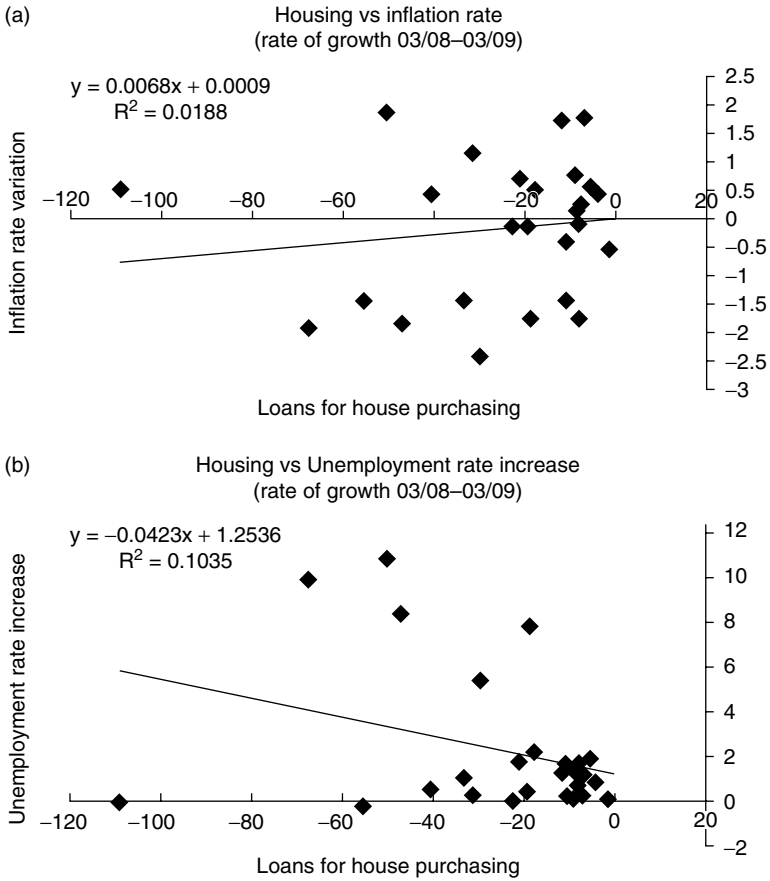 (a)
Housing vs inflation rate
(rate of growth 03/08–03/09)
y = 0.0068x + 0.0009
R² = 0.0188
Inflation rate variation
2.5
2
1.5
1
0.5
0
−0.5
−1
−1.5
−2
−2.5
−3
−120 −100 −80 −60 −40 −20 0 20
Loans for house purchasing
(b)
Housing vs Unemployment rate increase
(rate of growth 03/08–03/09)
y = −0.0423x + 1.2536
R² = 0.1035
Unemployment rate increase
12
10
8
6
4
2
0
−2
−120 −100 −80 −60 −40 −20 0 20
Loans for house purchasing